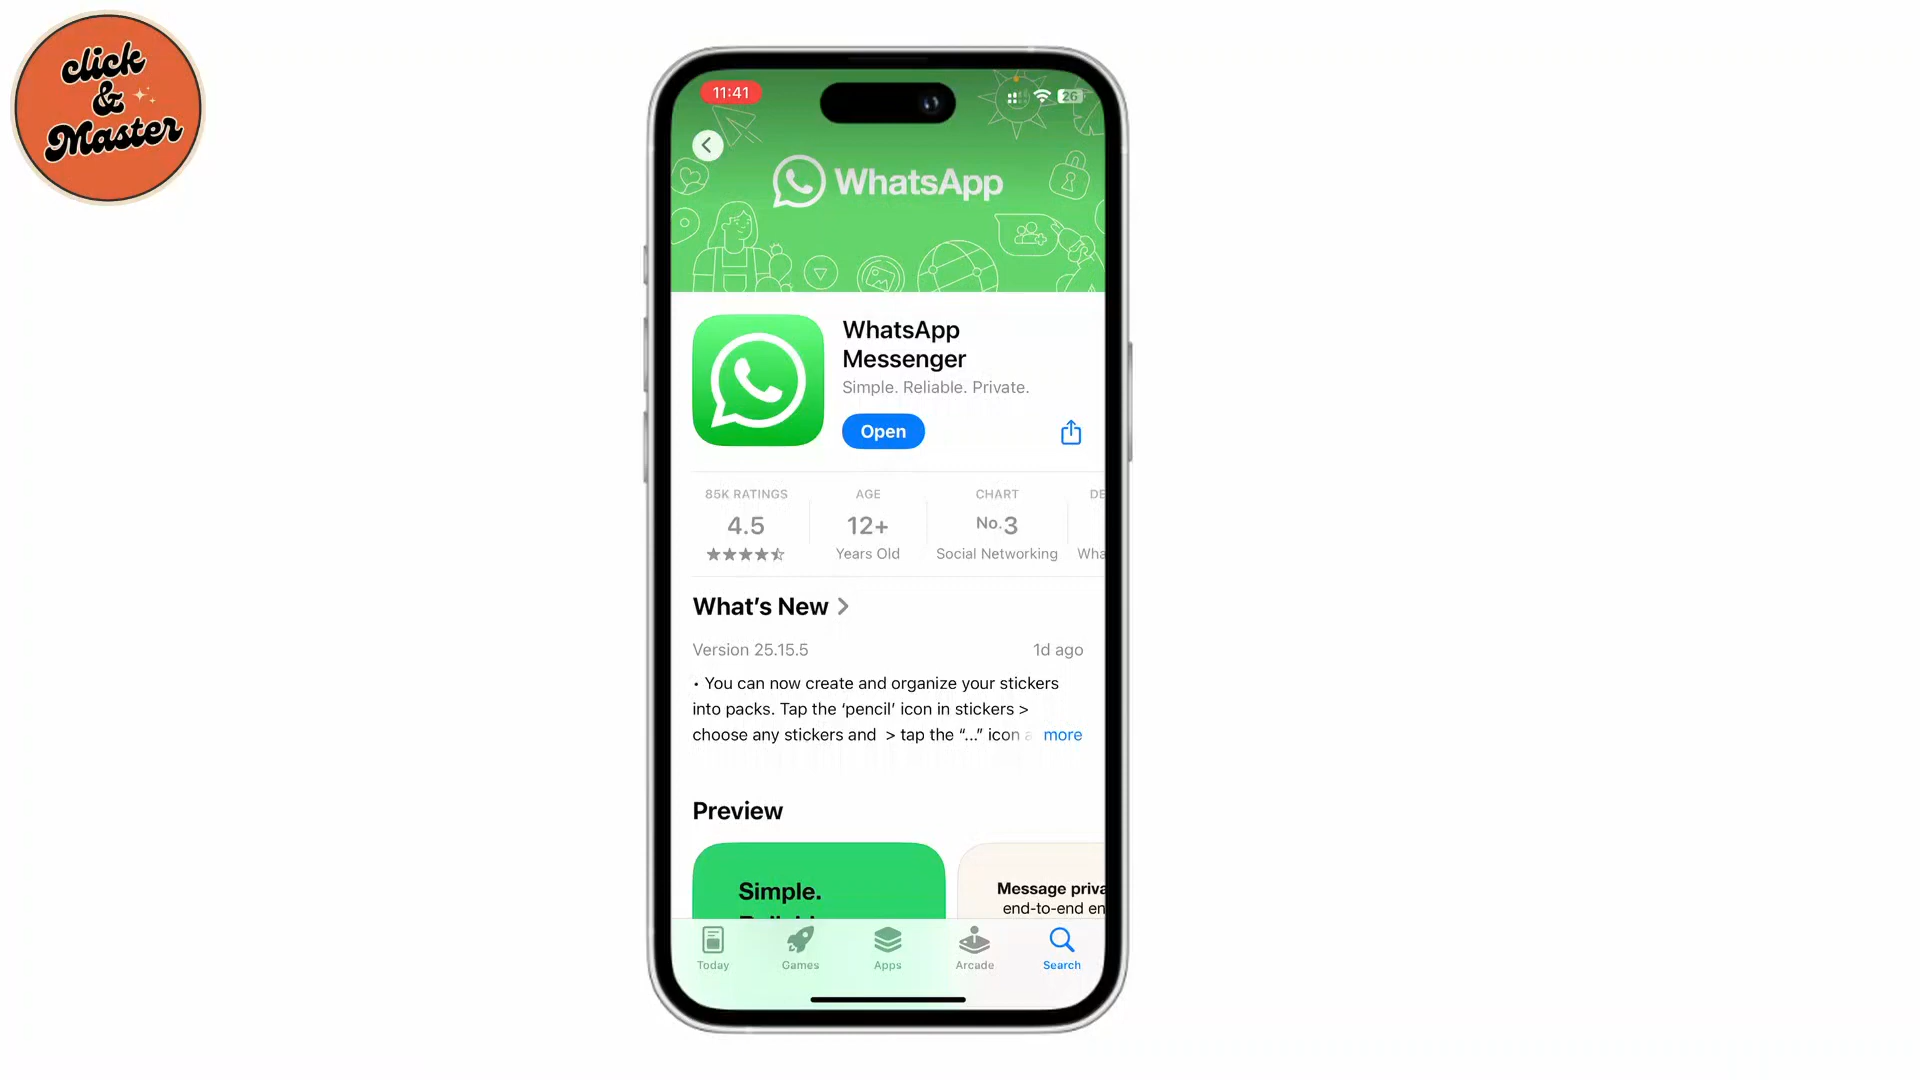 click
&
Master
11:41
26
WhatsApp
WhatsApp
Messenger
Simple. Reliable. Private.
Open
85K RATINGS
4.5
AGE
12+
Years Old
CHART
No.3
Social Networking
DE
Wha
What's New
Version 25.15.5
1d ago
• You can now create and organize your stickers
into packs. Tap the ‘pencil’ icon in stickers >
choose any stickers and > tap the “...” icon a more
Preview
Simple.
Message priva
end-to-end en
Today
Games
Apps
Arcade
Search